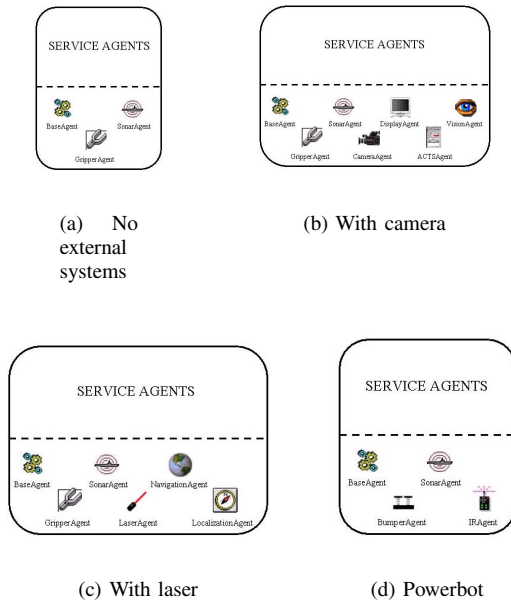 SERVICE AGENTS
BaseAgent SonarAgent
GripperAgent
(a) No
external
systems
SERVICE AGENTS
BaseAgent SonarAgent DisplayAgent VisionAgent
GripperAgent CameraAgent ACTSAgent
(b) With camera
SERVICE AGENTS
BaseAgent SonarAgent NavigationAgent
GripperAgent LaserAgent LocalizationAgent
(c) With laser
SERVICE AGENTS
BaseAgent SonarAgent
BumperAgent IRAgent
(d) Powerbot